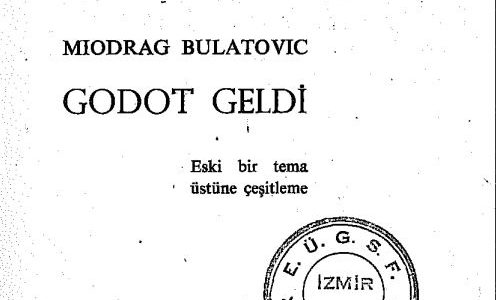 MIODRAG BULATOVIC
GODOT GELDİ
Eski bir tema
üstüne çeşitleme
E. Ü. G. S. F.
İZMİR